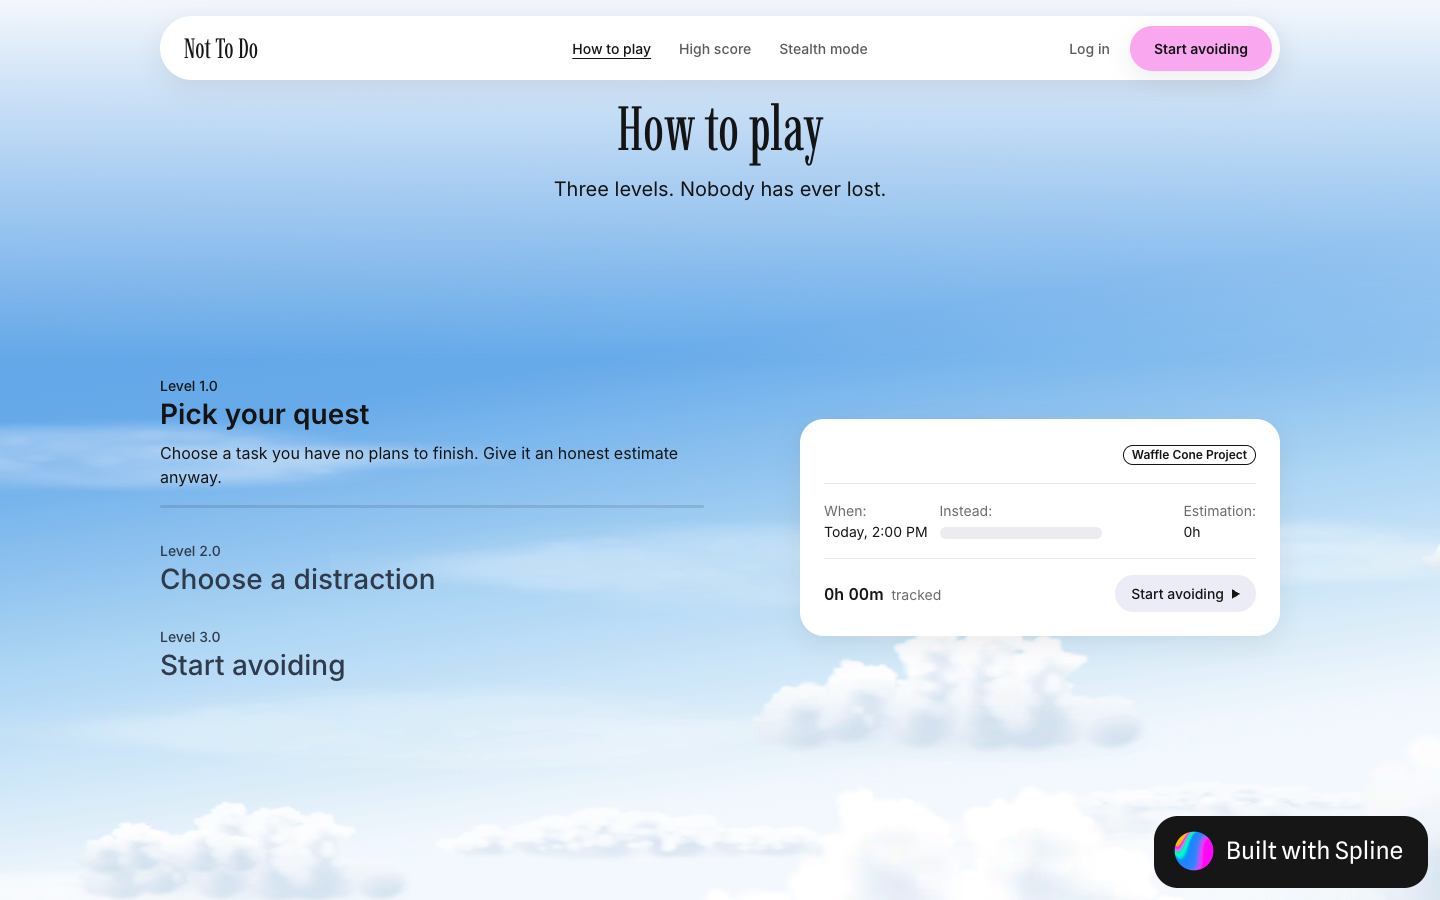 Not To Do
How to play
High score
Stealth mode
Log in
Start avoiding
How to play
Three levels. Nobody has ever lost.
Level 1.0
Pick your quest
Choose a task you have no plans to finish. Give it an honest estimate
anyway.
Level 2.0
Choose a distraction
Level 3.0
Start avoiding
Waffle Cone Project
When:
Today, 2:00 PM
Instead:
Estimation:
0h
0h 00m tracked
Start avoiding
Built with Spline